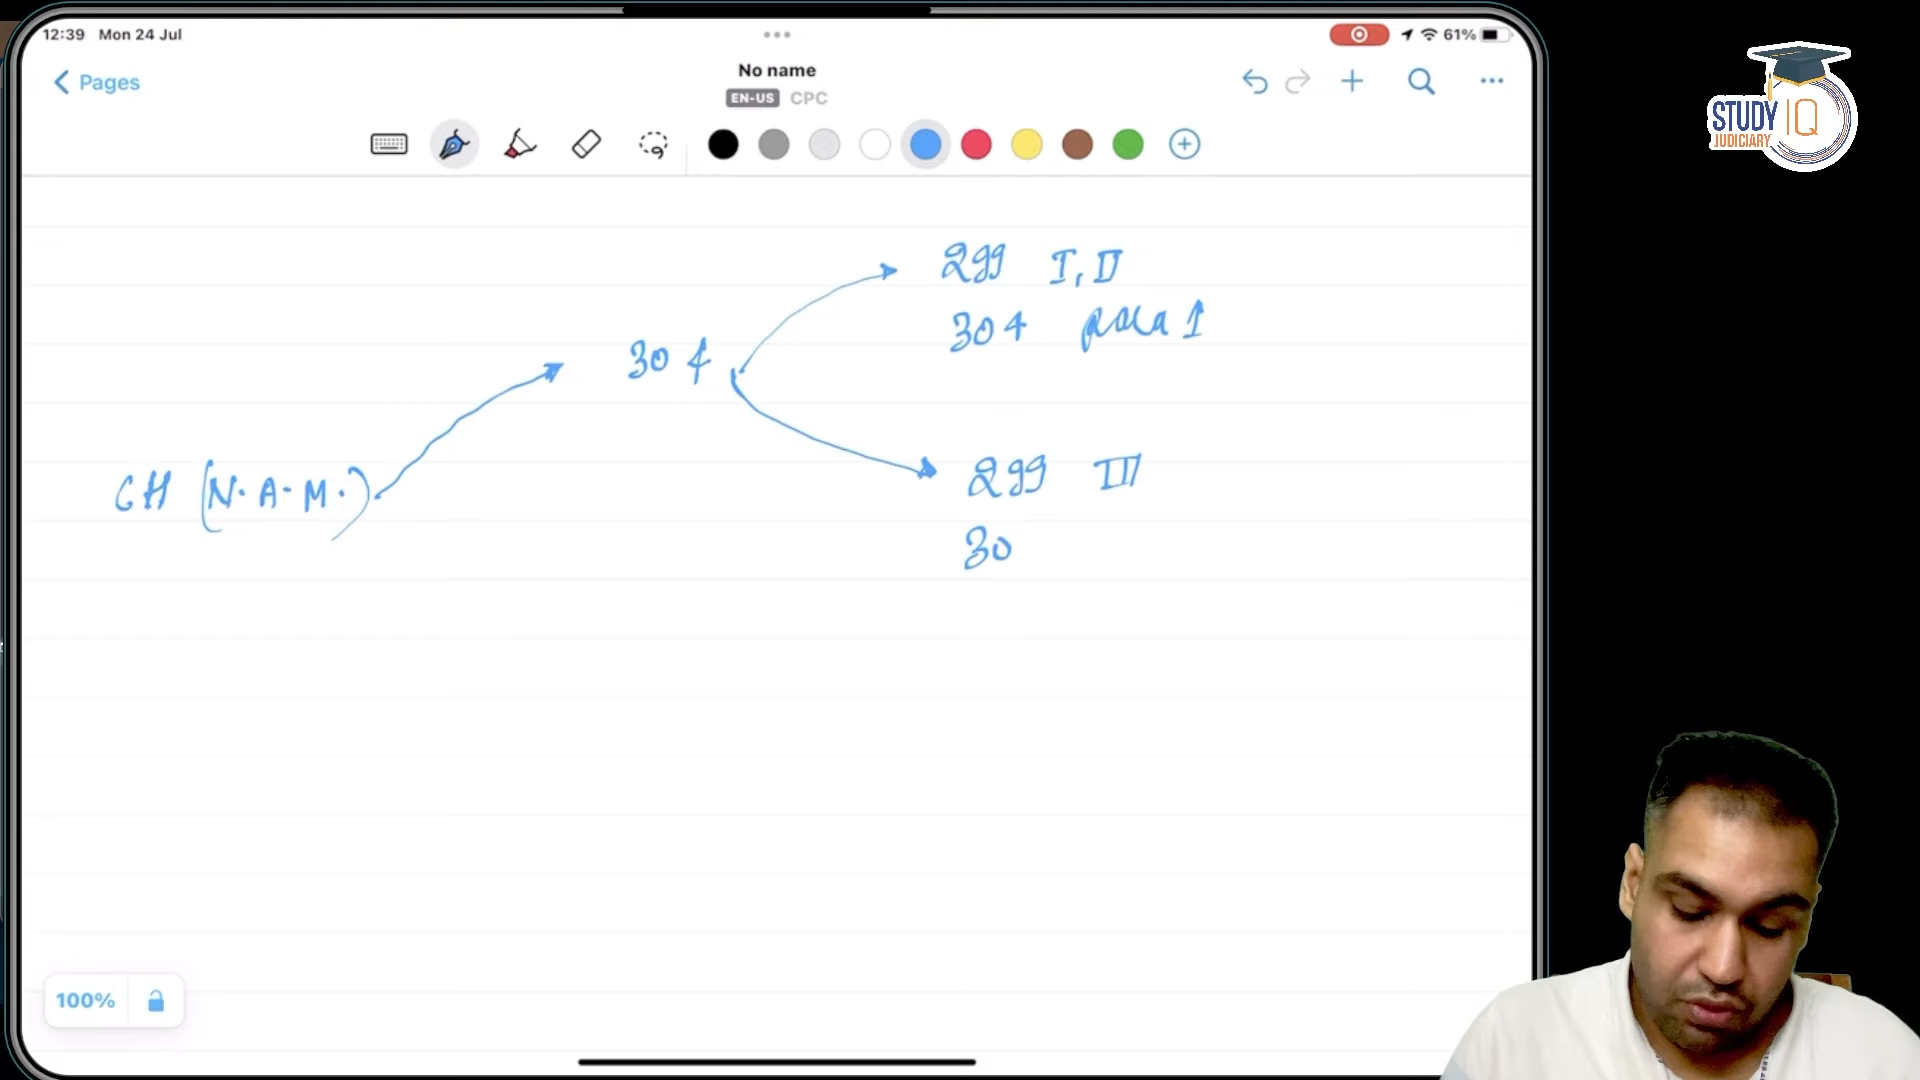 12:39 Mon 24 Jul
61%
Pages
No name
EN-US CPC
STUDY IQ
JUDICIARY
299 I, II
304 para 1
304
CH (N.A.M.)
299 III
30
100%